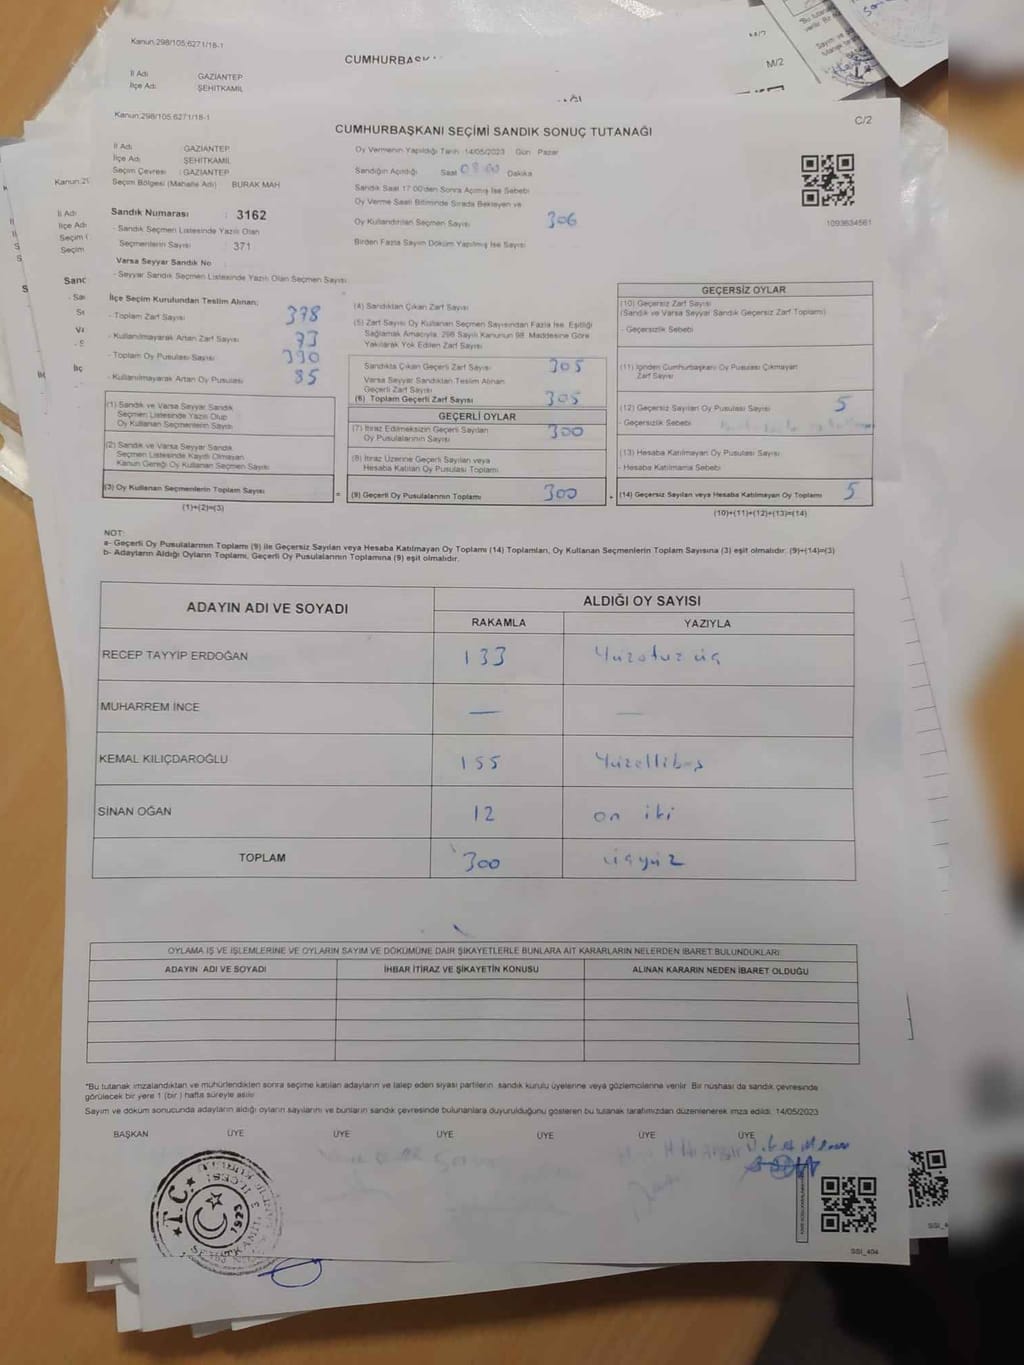 Kanun;298/105;6271/18-1
CUMHURBAŞK
M/2
İl Adı GAZİANTEP
İlçe Adı ŞEHİTKAMİL
Kanun;298/105;6271/18-1
C/2
CUMHURBAŞKANI SEÇİMİ SANDIK SONUÇ TUTANAĞI
İl Adı : GAZİANTEP
İlçe Adı : ŞEHİTKAMİL
Seçim Çevresi : GAZİANTEP
Seçim Bölgesi (Mahalle Adı) BURAK MAH
Oy Vermenin Yapıldığı Tarih 14/05/2023 Gün Pazar
Sandığın Açıldığı Saat Dakika
Sandık Saat 17.00'den Sonra Açılmış İse Sebebi
Oy Verme Saati Bitiminde Sırada Bekleyen ve
Oy Kullandırılan Seçmen Sayısı 306
Birden Fazla Sayım Döküm Yapılmış İse Sayısı
1093634561
Sandık Numarası : 3162
- Sandık Seçmen Listesinde Yazılı Olan
Seçmenlerin Sayısı : 371
Varsa Seyyar Sandık No
- Seyyar Sandık Seçmen Listesinde Yazılı Olan Seçmen Sayısı
İlçe Seçim Kurulundan Teslim Alınan;
- Toplam Zarf Sayısı 378
- Kullanılmayarak Artan Zarf Sayısı 73
- Toplam Oy Pusulası Sayısı 390
- Kullanılmayarak Artan Oy Pusulası 85
(1) Sandık ve Varsa Seyyar Sandık
Seçmen Listesinde Yazılı Olup
Oy Kullanan Seçmenlerin Sayısı
(2) Sandık ve Varsa Seyyar Sandık
Seçmen Listesinde Kayıtlı Olmayan
Kanun Gereği Oy Kullanan Seçmen Sayısı
(3) Oy Kullanan Seçmenlerin Toplam Sayısı
(1)+(2)=(3)
(4) Sandıktan Çıkan Zarf Sayısı
(5) Zarf Sayısı Oy Kullanan Seçmen Sayısından Fazla İse, Eşitliği
Sağlamak Amacıyla, 298 Sayılı Kanunun 98. Maddesine Göre
Yakılarak Yok Edilen Zarf Sayısı
Sandıkta Çıkan Geçerli Zarf Sayısı 305
Varsa Seyyar Sandıktan Teslim Alınan
Geçerli Zarf Sayısı
(6) Toplam Geçerli Zarf Sayısı 305
GEÇERLİ OYLAR
(7) İtiraz Edilmeksizin Geçerli Sayılan
Oy Pusulalarının Sayısı 300
(8) İtiraz Üzerine Geçerli Sayılan veya
Hesaba Katılan Oy Pusulası Toplamı
= (9) Geçerli Oy Pusulalarının Toplamı 300
GEÇERSİZ OYLAR
(10) Geçersiz Zarf Sayısı
(Sandık ve Varsa Seyyar Sandık Geçersiz Zarf Toplamı)
- Geçersizlik Sebebi
(11) İçinden Cumhurbaşkanı Oy Pusulası Çıkmayan
Zarf Sayısı
(12) Geçersiz Sayılan Oy Pusulası Sayısı 5
- Geçersizlik Sebebi
(13) Hesaba Katılmayan Oy Pusulası Sayısı
- Hesaba Katılmama Sebebi
+ (14) Geçersiz Sayılan veya Hesaba Katılmayan Oy Toplamı 5
(10)+(11)+(12)+(13)=(14)
NOT:
a- Geçerli Oy Pusulalarının Toplamı (9) ile Geçersiz Sayılan veya Hesaba Katılmayan Oy Toplamı (14) Toplamları, Oy Kullanan Seçmenlerin Toplam Sayısına (3) eşit olmalıdır. (9)+(14)=(3)
b- Adayların Aldığı Oyların Toplamı, Geçerli Oy Pusulalarının Toplamına (9) eşit olmalıdır.
ADAYIN ADI VE SOYADI ALDIĞI OY SAYISI
RAKAMLA YAZIYLA
RECEP TAYYİP ERDOĞAN 133 Yüzotuz üç
MUHARREM İNCE — —
KEMAL KILIÇDAROĞLU 155 Yüzellibeş
SİNAN OĞAN 12 on iki
TOPLAM 300 üçyüz
OYLAMA İŞ VE İŞLEMLERİNE VE OYLARIN SAYIM VE DÖKÜMÜNE DAİR ŞİKAYETLERLE BUNLARA AİT KARARLARIN NELERDEN İBARET BULUNDUKLARI
ADAYIN ADI VE SOYADI İHBAR İTİRAZ VE ŞİKAYETİN KONUSU ALINAN KARARIN NEDEN İBARET OLDUĞU
*Bu tutanak imzalandıktan ve mühürlendikten sonra seçime katılan adayların ve talep eden siyasi partilerin sandık kurulu üyelerine veya gözlemcilerine verilir. Bir nüshası da sandık çevresinde
görülecek bir yere 1 (bir) hafta süreyle asılır
Sayım ve döküm sonucunda adayların aldığı oyların sayılarını ve bunların sandık çevresinde bulunanlara duyurulduğunu gösteren bu tutanak tarafımızdan düzenlenerek imza edildi. 14/05/2023
BAŞKAN ÜYE ÜYE ÜYE ÜYE ÜYE ÜYE
T.C.
1923
SSI_404